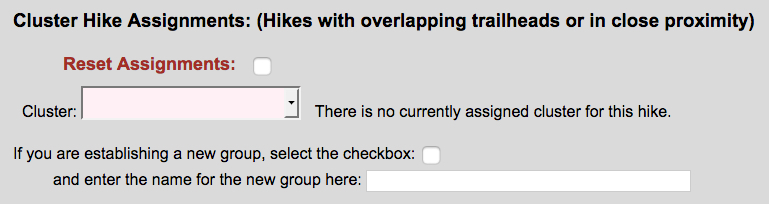 Cluster Hike Assignments: (Hikes with overlapping trailheads or in close proximity)
Reset Assignments:
Cluster: There is no currently assigned cluster for this hike.
If you are establishing a new group, select the checkbox:
and enter the name for the new group here: